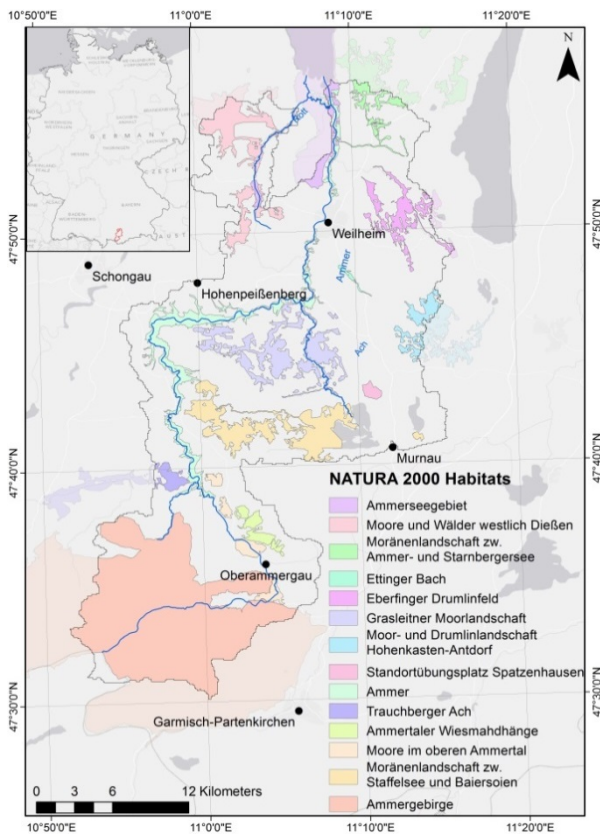 10°50'0"E
11°0'0"E
11°10'0"E
11°20'0"E
N
GERMANY
Rott
47°50'0"N
Weilheim
47°50'0"N
Schongau
Ammer
Hohenpeißenberg
Ach
47°40'0"N
Murnau
47°40'0"N
NATURA 2000 Habitats
Ammerseegebiet
Moore und Wälder westlich Dießen
Moränenlandschaft zw.
Ammer- und Starnbergersee
Ettinger Bach
Oberammergau
Eberfinger Drumlinfeld
Grasleitner Moorlandschaft
Moor- und Drumlinlandschaft
Hohenkasten-Antdorf
Standortübungsplatz Spatzenhausen
Ammer
47°30'0"N
Trauchberger Ach
47°30'0"N
Garmisch-Partenkirchen
Ammertaler Wiesmahdhänge
Moore im oberen Ammertal
Moränenlandschaft zw.
Staffelsee und Baiersoien
Ammergebirge
0 3 6 12 Kilometers
10°50'0"E
11°0'0"E
11°10'0"E
11°20'0"E